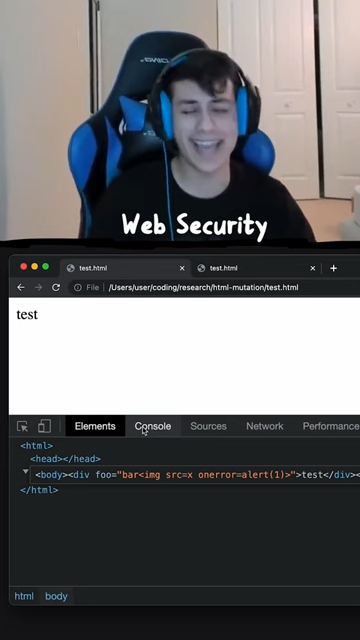 Web Security
test.html × test.html × +
File | /Users/user/coding/research/html-mutation/test.html
test
Elements Console Sources Network Performance
<html>
<head></head>
<body><div foo="bar<img src=x onerror=alert(1)>">test</div><
</html>
html body